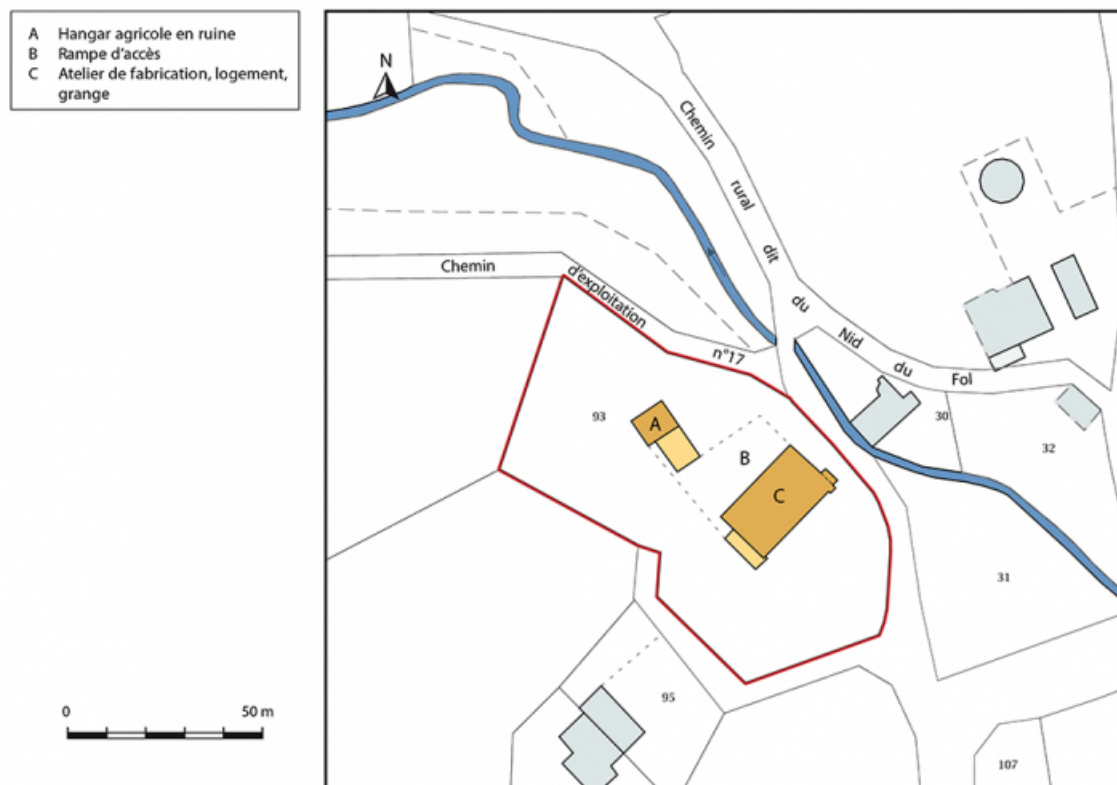 A Hangar agricole en ruine
B Rampe d'accès
C Atelier de fabrication, logement,
grange
N
Chemin
rural
dit
du
Nid
du
Fol
Chemin
d'exploitation
n°17
93
A
B
C
30
32
31
95
107
0 50 m